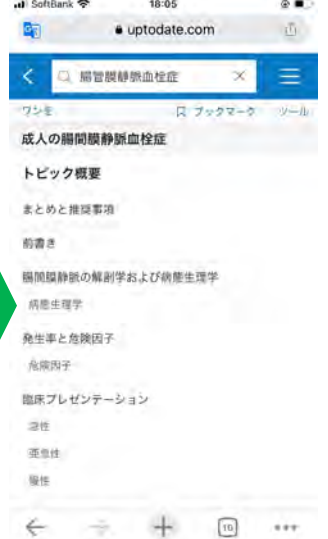 SoftBank 18:05
uptodate.com
腸管膜静脈血栓症 ×
ワンを ブックマーク ツール
成人の腸間膜静脈血栓症
トピック概要
まとめと推奨事項
前書き
腸間膜静脈の解剖学および病態生理学
病態生理学
発生率と危険因子
危険因子
臨床プレゼンテーション
急性
亜急性
慢性
10